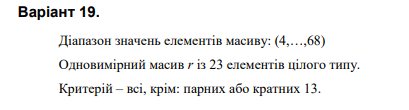 Варіант 19.
Діапазон значень елементів масиву: (4,…,68)
Одновимірний масив r із 23 елементів цілого типу.
Критерій – всі, крім: парних або кратних 13.